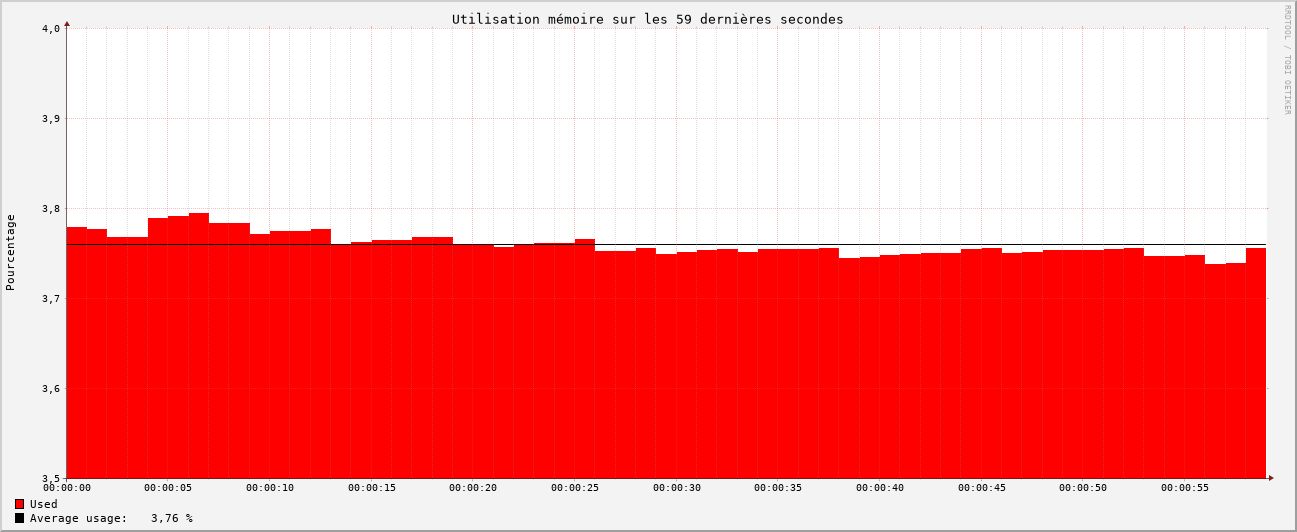 Utilisation mémoire sur les 59 dernières secondes
RRDTOOL / TOBI OETIKER
Pourcentage
4,0
3,9
3,8
3,7
3,6
3,5
00:00:00 00:00:05 00:00:10 00:00:15 00:00:20 00:00:25 00:00:30 00:00:35 00:00:40 00:00:45 00:00:50 00:00:55
Used
Average usage: 3,76 %